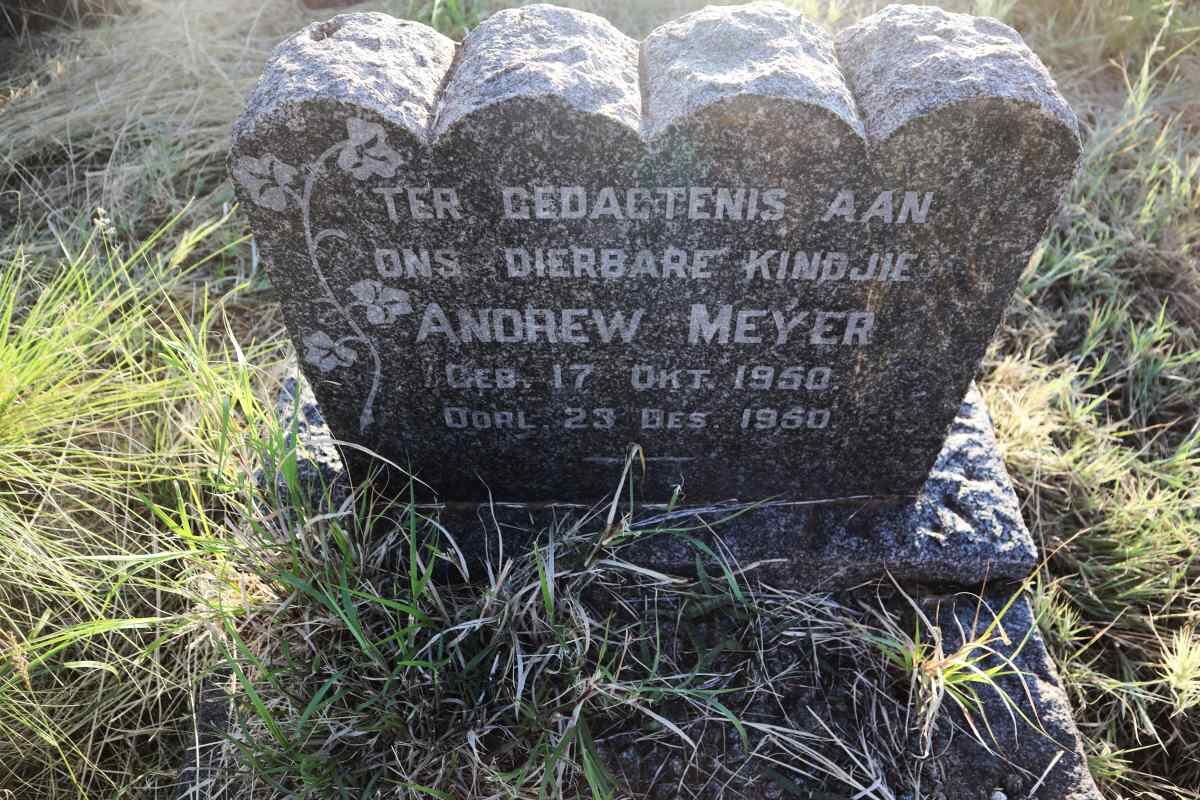 TER GEDAGTENIS AAN
ONS DIERBARE KINDJIE
ANDREW MEYER
GEB. 17 OKT. 1950
OORL. 23 DES. 1950